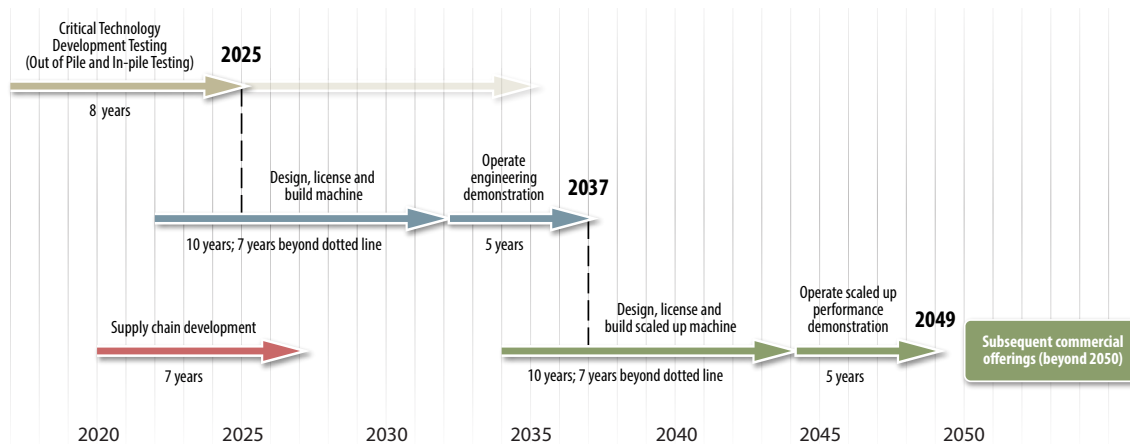 Critical Technology
Development Testing
(Out of Pile and In-pile Testing)
2025
8 years
Design, license and
build machine
Operate
engineering
demonstration
2037
10 years; 7 years beyond dotted line
5 years
Supply chain development
7 years
Design, license and
build scaled up machine
Operate scaled up
performance
demonstration
2049
Subsequent commercial
offerings (beyond 2050)
10 years; 7 years beyond dotted line
5 years
2020 2025 2030 2035 2040 2045 2050